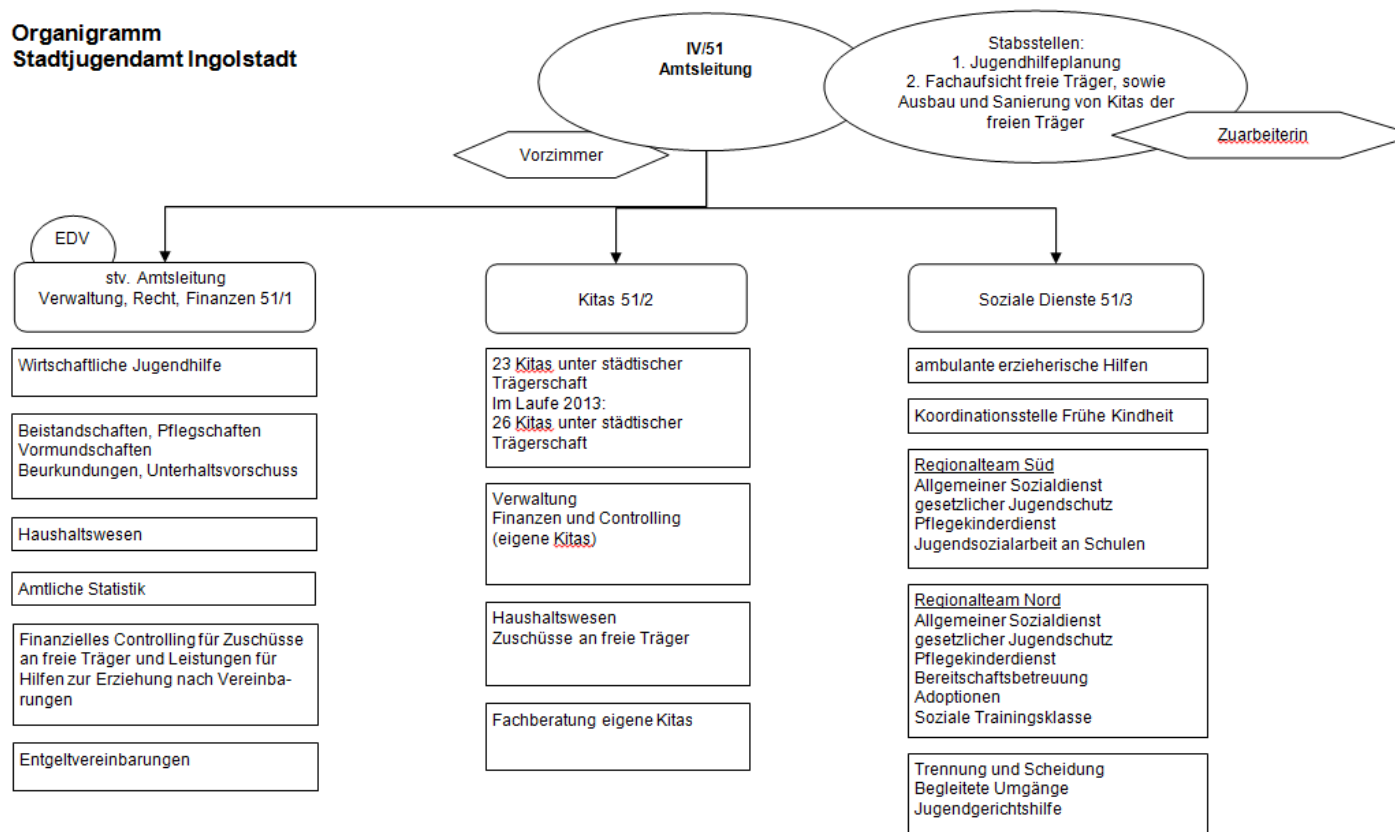 Organigramm
Stadtjugendamt Ingolstadt
IV/51
Amtsleitung
Stabsstellen:
1. Jugendhilfeplanung
2. Fachaufsicht freie Träger, sowie
Ausbau und Sanierung von Kitas der
freien Träger
Zuarbeiterin
Vorzimmer
EDV
stv. Amtsleitung
Verwaltung, Recht, Finanzen 51/1
Wirtschaftliche Jugendhilfe
Beistandschaften, Pflegschaften
Vormundschaften
Beurkundungen, Unterhaltsvorschuss
Haushaltswesen
Amtliche Statistik
Finanzielles Controlling für Zuschüsse
an freie Träger und Leistungen für
Hilfen zur Erziehung nach Vereinba-
rungen
Entgeltvereinbarungen
Kitas 51/2
23 Kitas unter städtischer
Trägerschaft
Im Laufe 2013:
26 Kitas unter städtischer
Trägerschaft
Verwaltung
Finanzen und Controlling
(eigene Kitas)
Haushaltswesen
Zuschüsse an freie Träger
Fachberatung eigene Kitas
Soziale Dienste 51/3
ambulante erzieherische Hilfen
Koordinationsstelle Frühe Kindheit
Regionalteam Süd
Allgemeiner Sozialdienst
gesetzlicher Jugendschutz
Pflegekinderdienst
Jugendsozialarbeit an Schulen
Regionalteam Nord
Allgemeiner Sozialdienst
gesetzlicher Jugendschutz
Pflegekinderdienst
Bereitschaftsbetreuung
Adoptionen
Soziale Trainingsklasse
Trennung und Scheidung
Begleitete Umgänge
Jugendgerichtshilfe